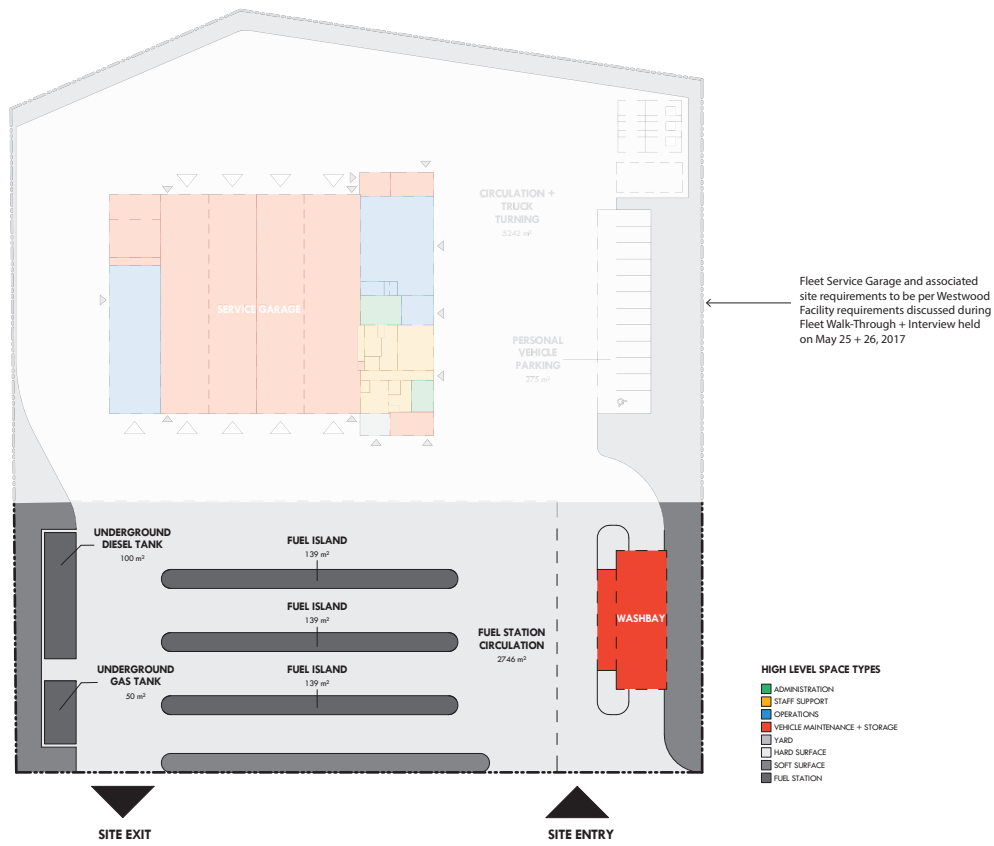 CIRCULATION +
TRUCK
TURNING
5242 m²
SERVICE GARAGE
PERSONAL
VEHICLE
PARKING
275 m²
Fleet Service Garage and associated
site requirements to be per Westwood
Facility requirements discussed during
Fleet Walk-Through + Interview held
on May 25 + 26, 2017
UNDERGROUND
DIESEL TANK
100 m²
FUEL ISLAND
139 m²
FUEL ISLAND
139 m²
FUEL STATION
CIRCULATION
2746 m²
WASHBAY
UNDERGROUND
GAS TANK
50 m²
FUEL ISLAND
139 m²
HIGH LEVEL SPACE TYPES
ADMINISTRATION
STAFF SUPPORT
OPERATIONS
VEHICLE MAINTENANCE + STORAGE
YARD
HARD SURFACE
SOFT SURFACE
FUEL STATION
SITE EXIT
SITE ENTRY